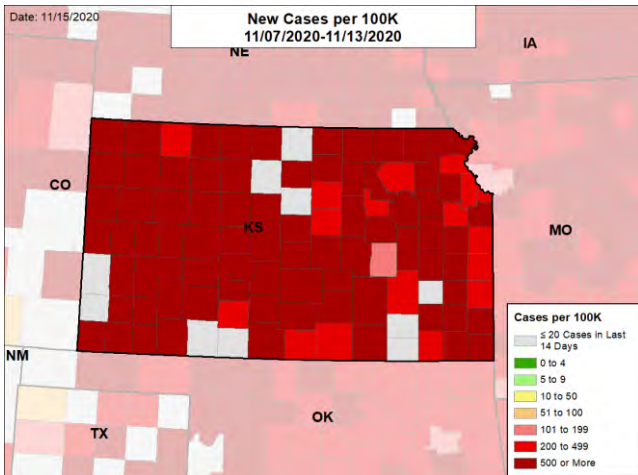 Date: 11/15/2020
New Cases per 100K
11/07/2020-11/13/2020
NE
IA
CO
KS
MO
NM
TX
OK
Cases per 100K
≤ 20 Cases in Last
14 Days
0 to 4
5 to 9
10 to 50
51 to 100
101 to 199
200 to 499
500 or More